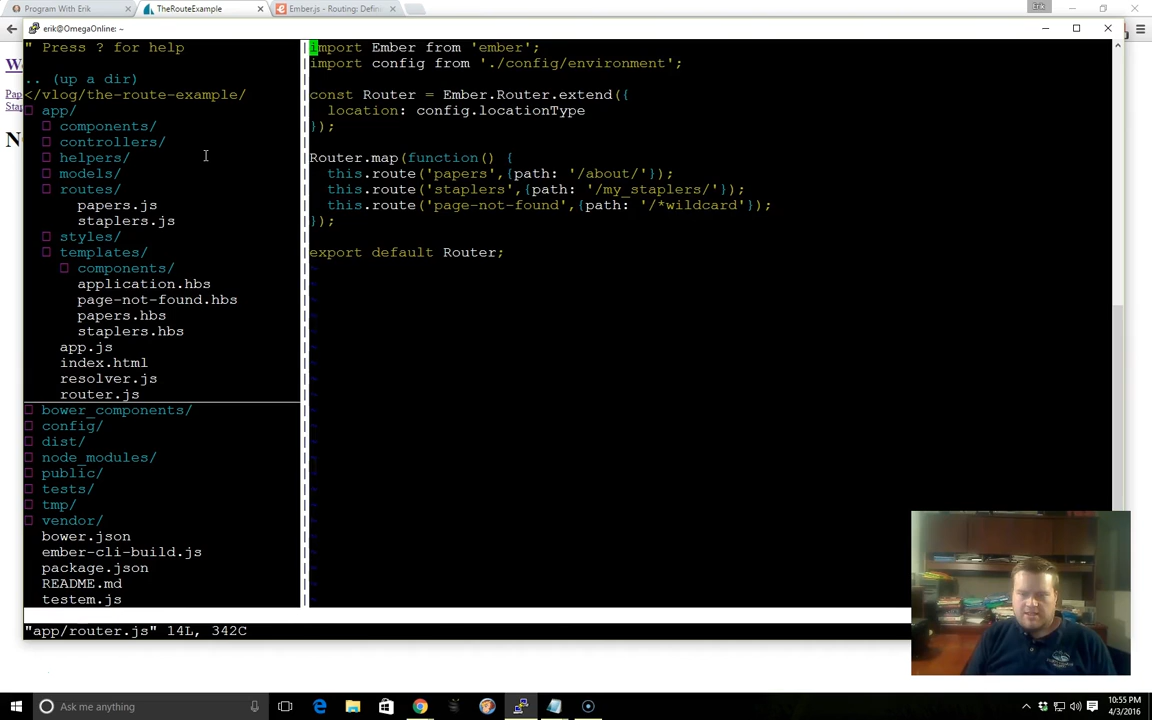 Program With Erik
TheRouteExample
Ember.js - Routing: Defin
Erik
erik@OmegaOnline: ~
" Press ? for help
.. (up a dir)
</vlog/the-route-example/
app/
components/
controllers/
helpers/
models/
routes/
papers.js
staplers.js
styles/
templates/
components/
application.hbs
page-not-found.hbs
papers.hbs
staplers.hbs
app.js
index.html
resolver.js
router.js
bower_components/
config/
dist/
node_modules/
public/
tests/
tmp/
vendor/
bower.json
ember-cli-build.js
package.json
README.md
testem.js
import Ember from 'ember';
import config from './config/environment';
const Router = Ember.Router.extend({
location: config.locationType
});
Router.map(function() {
this.route('papers',{path: '/about/'});
this.route('staplers',{path: '/my_staplers/'});
this.route('page-not-found',{path: '/*wildcard'});
});
export default Router;
"app/router.js" 14L, 342C
Ask me anything
10:55 PM
4/3/2016